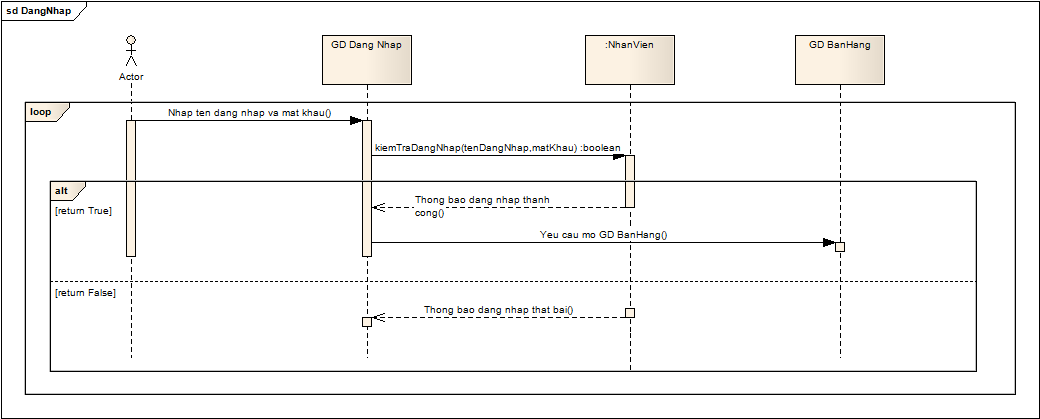 sd DangNhap
Actor
GD Dang Nhap
:NhanVien
GD BanHang
loop
Nhap ten dang nhap va mat khau()
kiemTraDangNhap(tenDangNhap,matKhau) :boolean
alt
[return True]
Thong bao dang nhap thanh
cong()
Yeu cau mo GD BanHang()
[return False]
Thong bao dang nhap that bai()